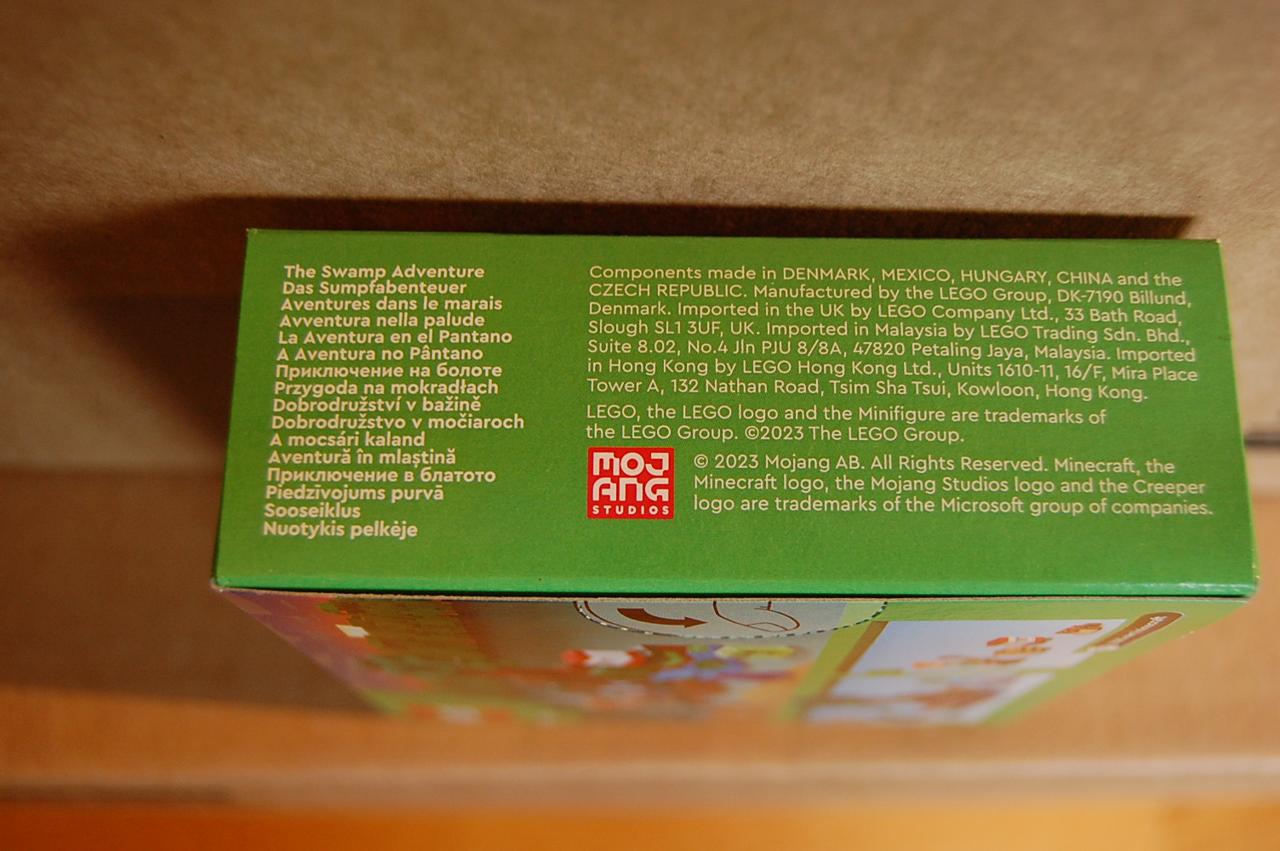 The Swamp Adventure
Das Sumpfabenteuer
Aventures dans le marais
Avventura nella palude
La Aventura en el Pantano
A Aventura no Pântano
Приключение на болоте
Przygoda na mokradłach
Dobrodružství v bažině
Dobrodružstvo v močiaroch
A mocsári kaland
Aventură în mlaștină
Приключение в блатото
Piedzīvojums purvā
Sooseiklus
Nuotykis pelkėje
Components made in DENMARK, MEXICO, HUNGARY, CHINA and the
CZECH REPUBLIC. Manufactured by the LEGO Group, DK-7190 Billund,
Denmark. Imported in the UK by LEGO Company Ltd., 33 Bath Road,
Slough SL1 3UF, UK. Imported in Malaysia by LEGO Trading Sdn. Bhd.,
Suite 8.02, No.4 Jln PJU 8/8A, 47820 Petaling Jaya, Malaysia. Imported
in Hong Kong by LEGO Hong Kong Ltd., Units 1610-11, 16/F, Mira Place
Tower A, 132 Nathan Road, Tsim Sha Tsui, Kowloon, Hong Kong.
LEGO, the LEGO logo and the Minifigure are trademarks of
the LEGO Group. ©2023 The LEGO Group.
MOJ
ANG
STUDIOS
© 2023 Mojang AB. All Rights Reserved. Minecraft, the
Minecraft logo, the Mojang Studios logo and the Creeper
logo are trademarks of the Microsoft group of companies.